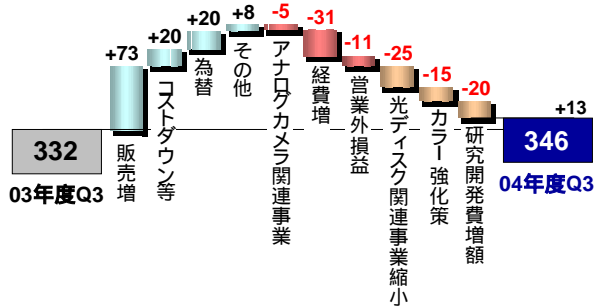 +73
+20
+20
+8
-5
-31
-11
-25
-15
-20
+13
332
346
03年度Q3
04年度Q3
販売増
コストダウン等
為替
その他
アナログカメラ関連事業
経費増
営業外損益
光ディスク関連事業縮小
カラー強化策
研究開発費増額